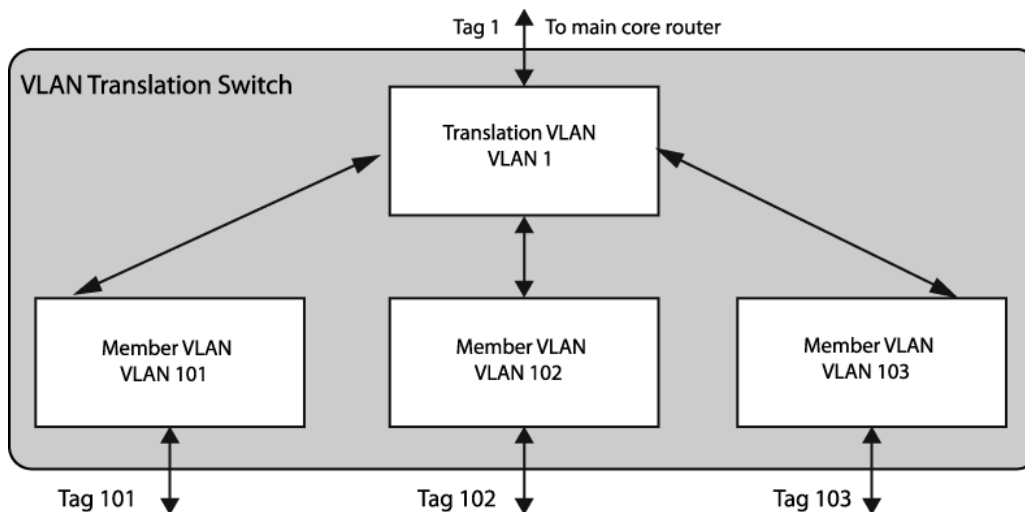 Tag 1 To main core router
VLAN Translation Switch
Translation VLAN
VLAN 1
Member VLAN
VLAN 101
Member VLAN
VLAN 102
Member VLAN
VLAN 103
Tag 101
Tag 102
Tag 103